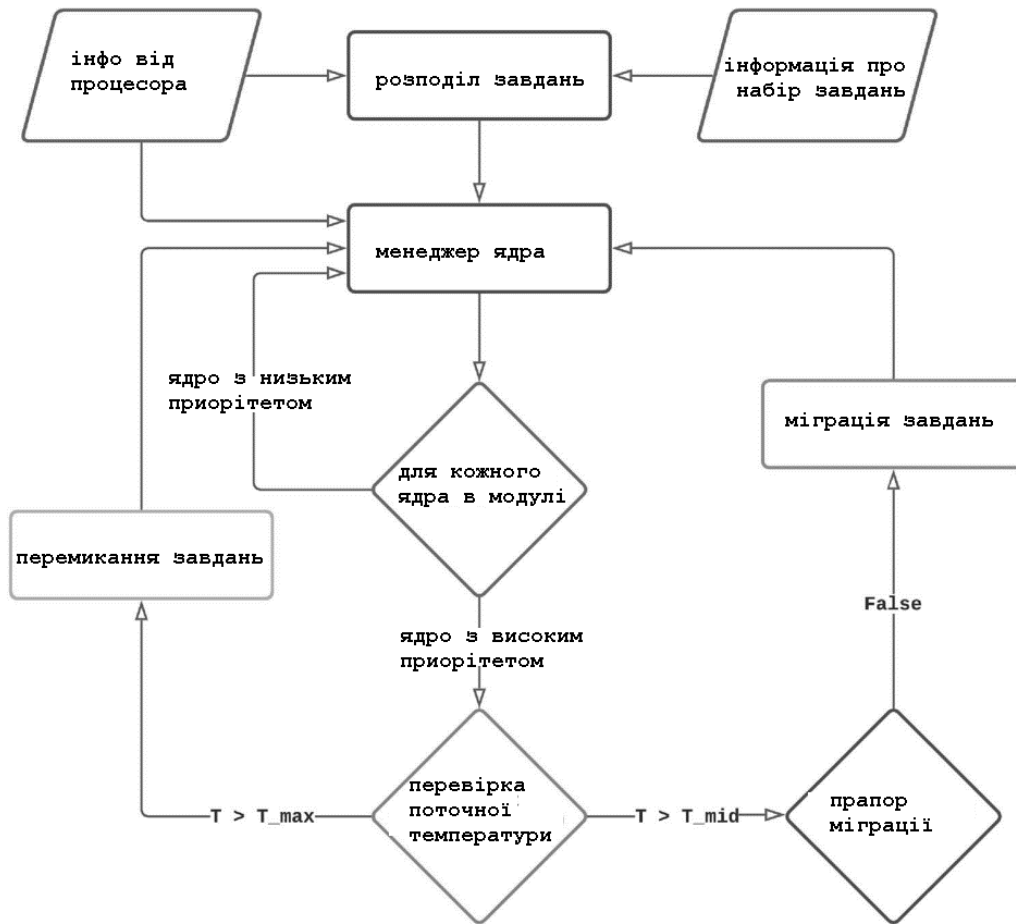 інфо від
процесора
розподіл завдань
інформація про
набір завдань
менеджер ядра
ядро з низьким
приорітетом
міграція завдань
для кожного
ядра в модулі
перемикання завдань
False
ядро з високим
приорітетом
перевірка
поточної
температури
T > T_max
T > T_mid
прапор
міграції